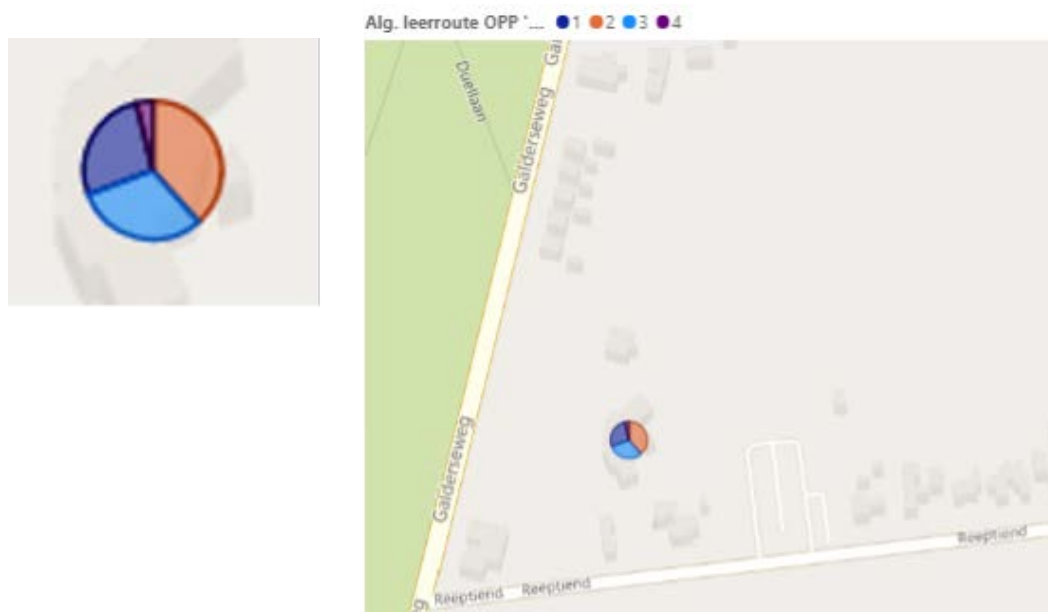 Alg. leerroute OPP '... 1 2 3 4
Duellaan
Galderseweg
Galderseweg
Reeptiend
Reeptiend
Reeptiend